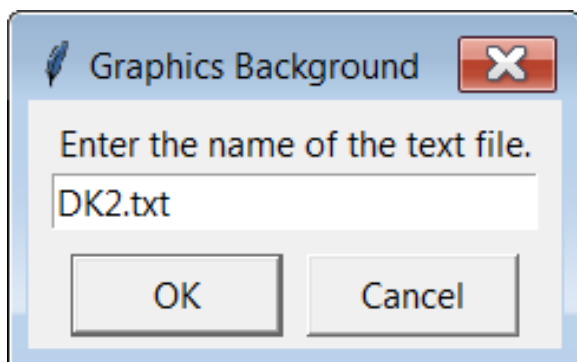 Graphics Background
Enter the name of the text file.
DK2.txt
OK Cancel